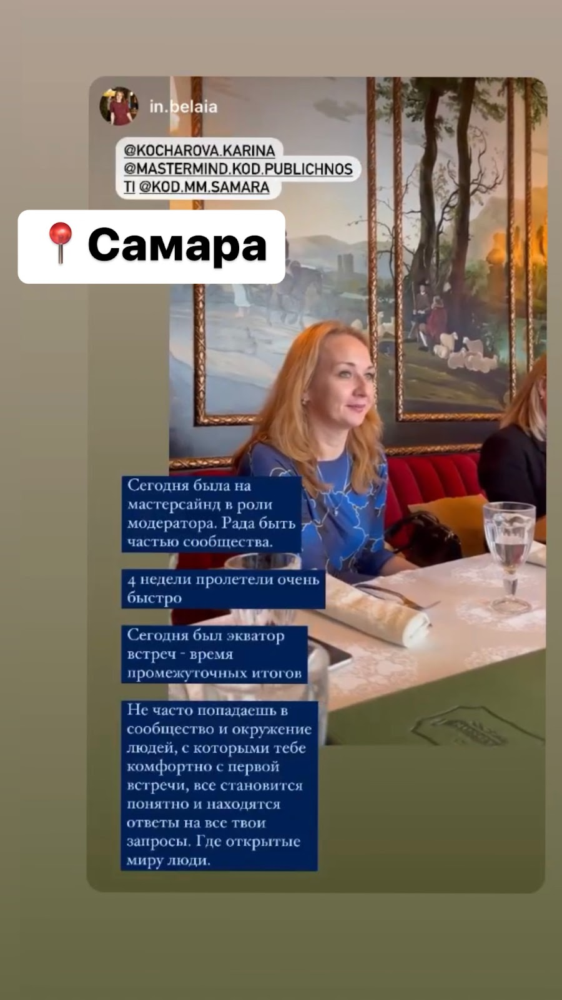 in.belaia
@KOCHAROVA.KARINA
@MASTERMIND.KOD.PUBLICHNOS
TI @KOD.MM.SAMARA
Самара
Сегодня была на
мастерсайнд в роли
модератора. Рада быть
частью сообщества.
4 недели пролетели очень
быстро
Сегодня был экватор
встреч - время
промежуточных итогов
Не часто попадаешь в
сообщество и окружение
людей, с которыми тебе
комфортно с первой
встречи, все становится
понятно и находятся
ответы на все твои
запросы. Где открытые
миру люди.